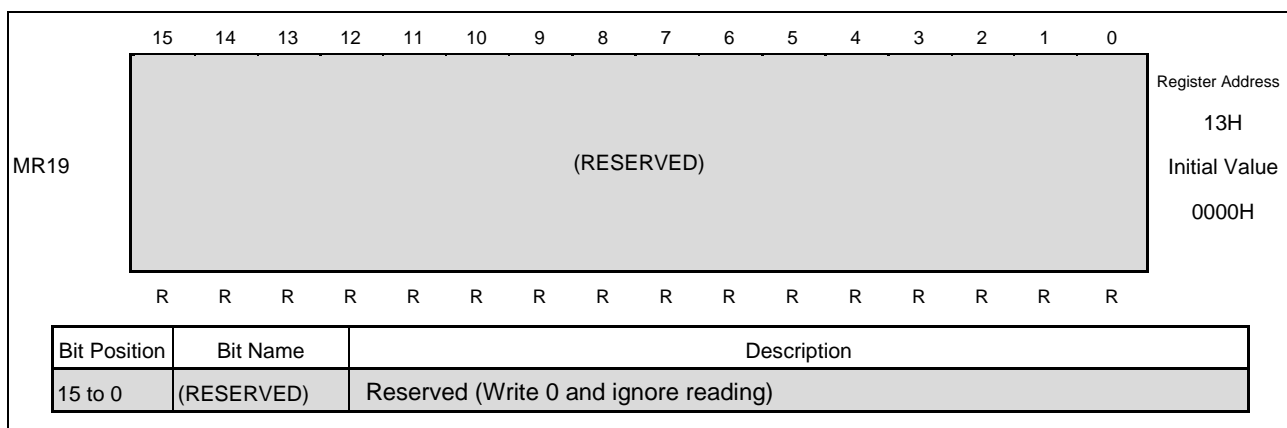 15 14 13 12 11 10 9 8 7 6 5 4 3 2 1 0
Register Address
13H
MR19 (RESERVED) Initial Value
0000H
R R R R R R R R R R R R R R R R
Bit Position Bit Name Description
15 to 0 (RESERVED) Reserved (Write 0 and ignore reading)